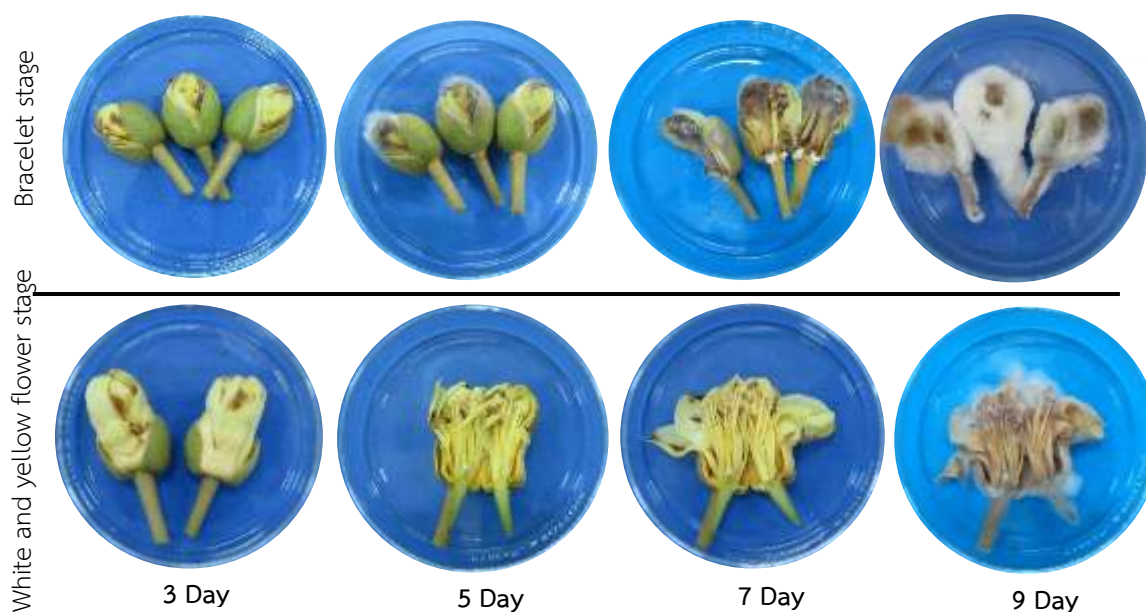 Bracelet stage
White and yellow flower stage
3 Day
5 Day
7 Day
9 Day